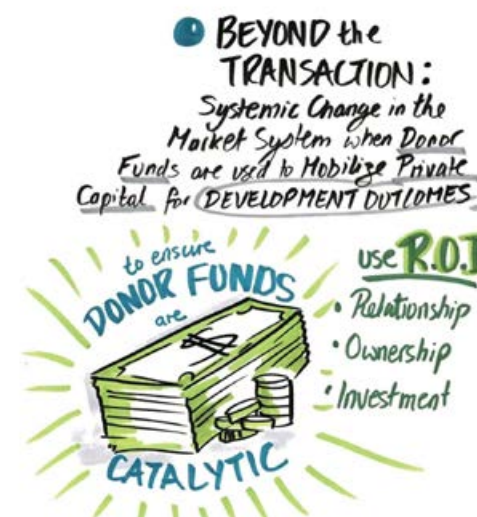 BEYOND the
TRANSACTION:
Systemic Change in the
Market System when Donor
Funds are used to Mobilize Private
Capital for DEVELOPMENT OUTCOMES
to ensure
DONOR FUNDS
are
CATALYTIC
use R.O.I
• Relationship
• Ownership
• Investment